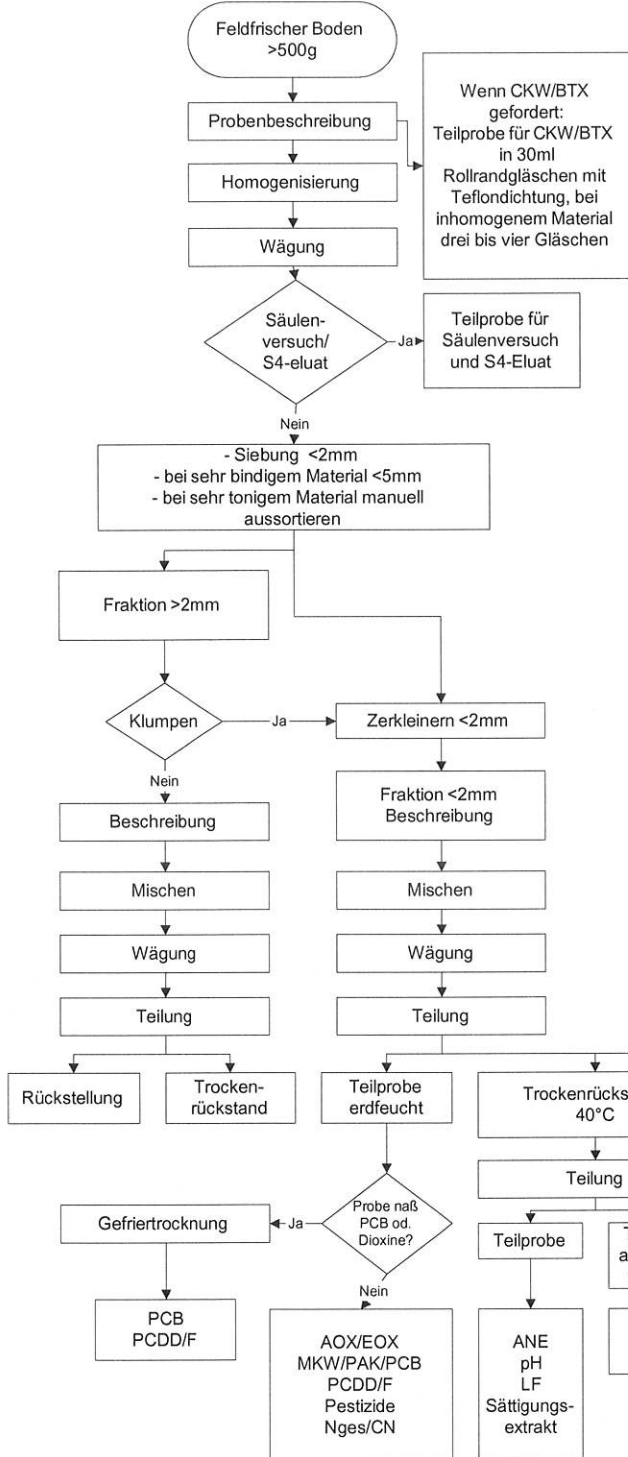 Feldfrischer Boden
>500g
Probenbeschreibung
Wenn CKW/BTX
gefordert:
Teilprobe für CKW/BTX
in 30ml
Rollrandgläschen mit
Teflondichtung, bei
inhomogenem Material
drei bis vier Gläschen
Homogenisierung
Wägung
Säulen-
versuch/
S4-eluat
Ja
Teilprobe für
Säulenversuch
und S4-Eluat
Nein
- Siebung <2mm
- bei sehr bindigem Material <5mm
- bei sehr tonigem Material manuell
aussortieren
Fraktion >2mm
Klumpen
Ja
Zerkleinern <2mm
Nein
Beschreibung
Mischen
Wägung
Teilung
Rückstellung
Trocken-
rückstand
Fraktion <2mm
Beschreibung
Mischen
Wägung
Teilung
Teilprobe
erdfeucht
Trockenrücks
40°C
Teilung
Probe naß
PCB od.
Dioxine?
Ja
Gefriertrocknung
PCB
PCDD/F
Nein
AOX/EOX
MKW/PAK/PCB
PCDD/F
Pestizide
Nges/CN
Teilprobe
ANE
pH
LF
Sättigungs-
extrakt